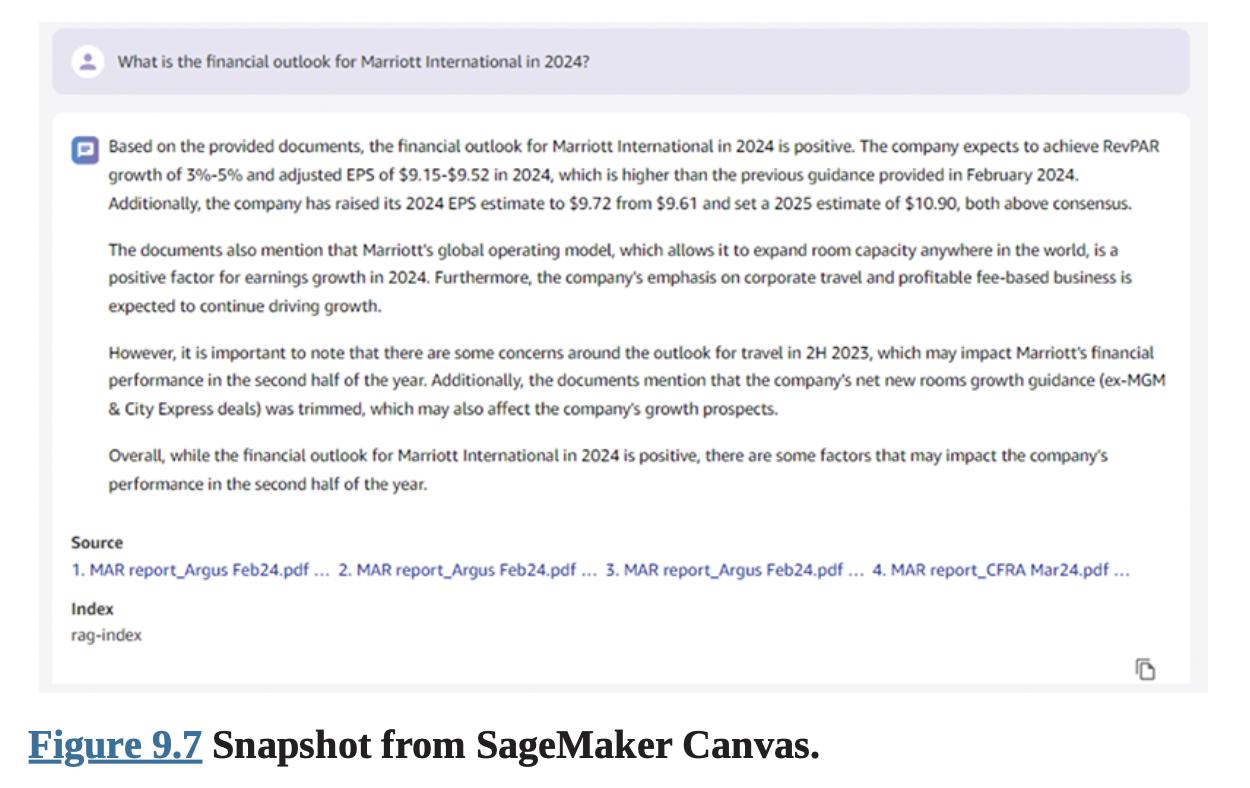 What is the financial outlook for Marriott International in 2024?
Based on the provided documents, the financial outlook for Marriott International in 2024 is positive. The company expects to achieve RevPAR
growth of 3%-5% and adjusted EPS of $9.15-$9.52 in 2024, which is higher than the previous guidance provided in February 2024.
Additionally, the company has raised its 2024 EPS estimate to $9.72 from $9.61 and set a 2025 estimate of $10.90, both above consensus.
The documents also mention that Marriott's global operating model, which allows it to expand room capacity anywhere in the world, is a
positive factor for earnings growth in 2024. Furthermore, the company's emphasis on corporate travel and profitable fee-based business is
expected to continue driving growth.
However, it is important to note that there are some concerns around the outlook for travel in 2H 2023, which may impact Marriott's financial
performance in the second half of the year. Additionally, the documents mention that the company's net new rooms growth guidance (ex-MGM
& City Express deals) was trimmed, which may also affect the company's growth prospects.
Overall, while the financial outlook for Marriott International in 2024 is positive, there are some factors that may impact the company's
performance in the second half of the year.
Source
1. MAR report_Argus Feb24.pdf ... 2. MAR report_Argus Feb24.pdf ... 3. MAR report_Argus Feb24.pdf ... 4. MAR report_CFRA Mar24.pdf ...
Index
rag-index
Figure 9.7 Snapshot from SageMaker Canvas.